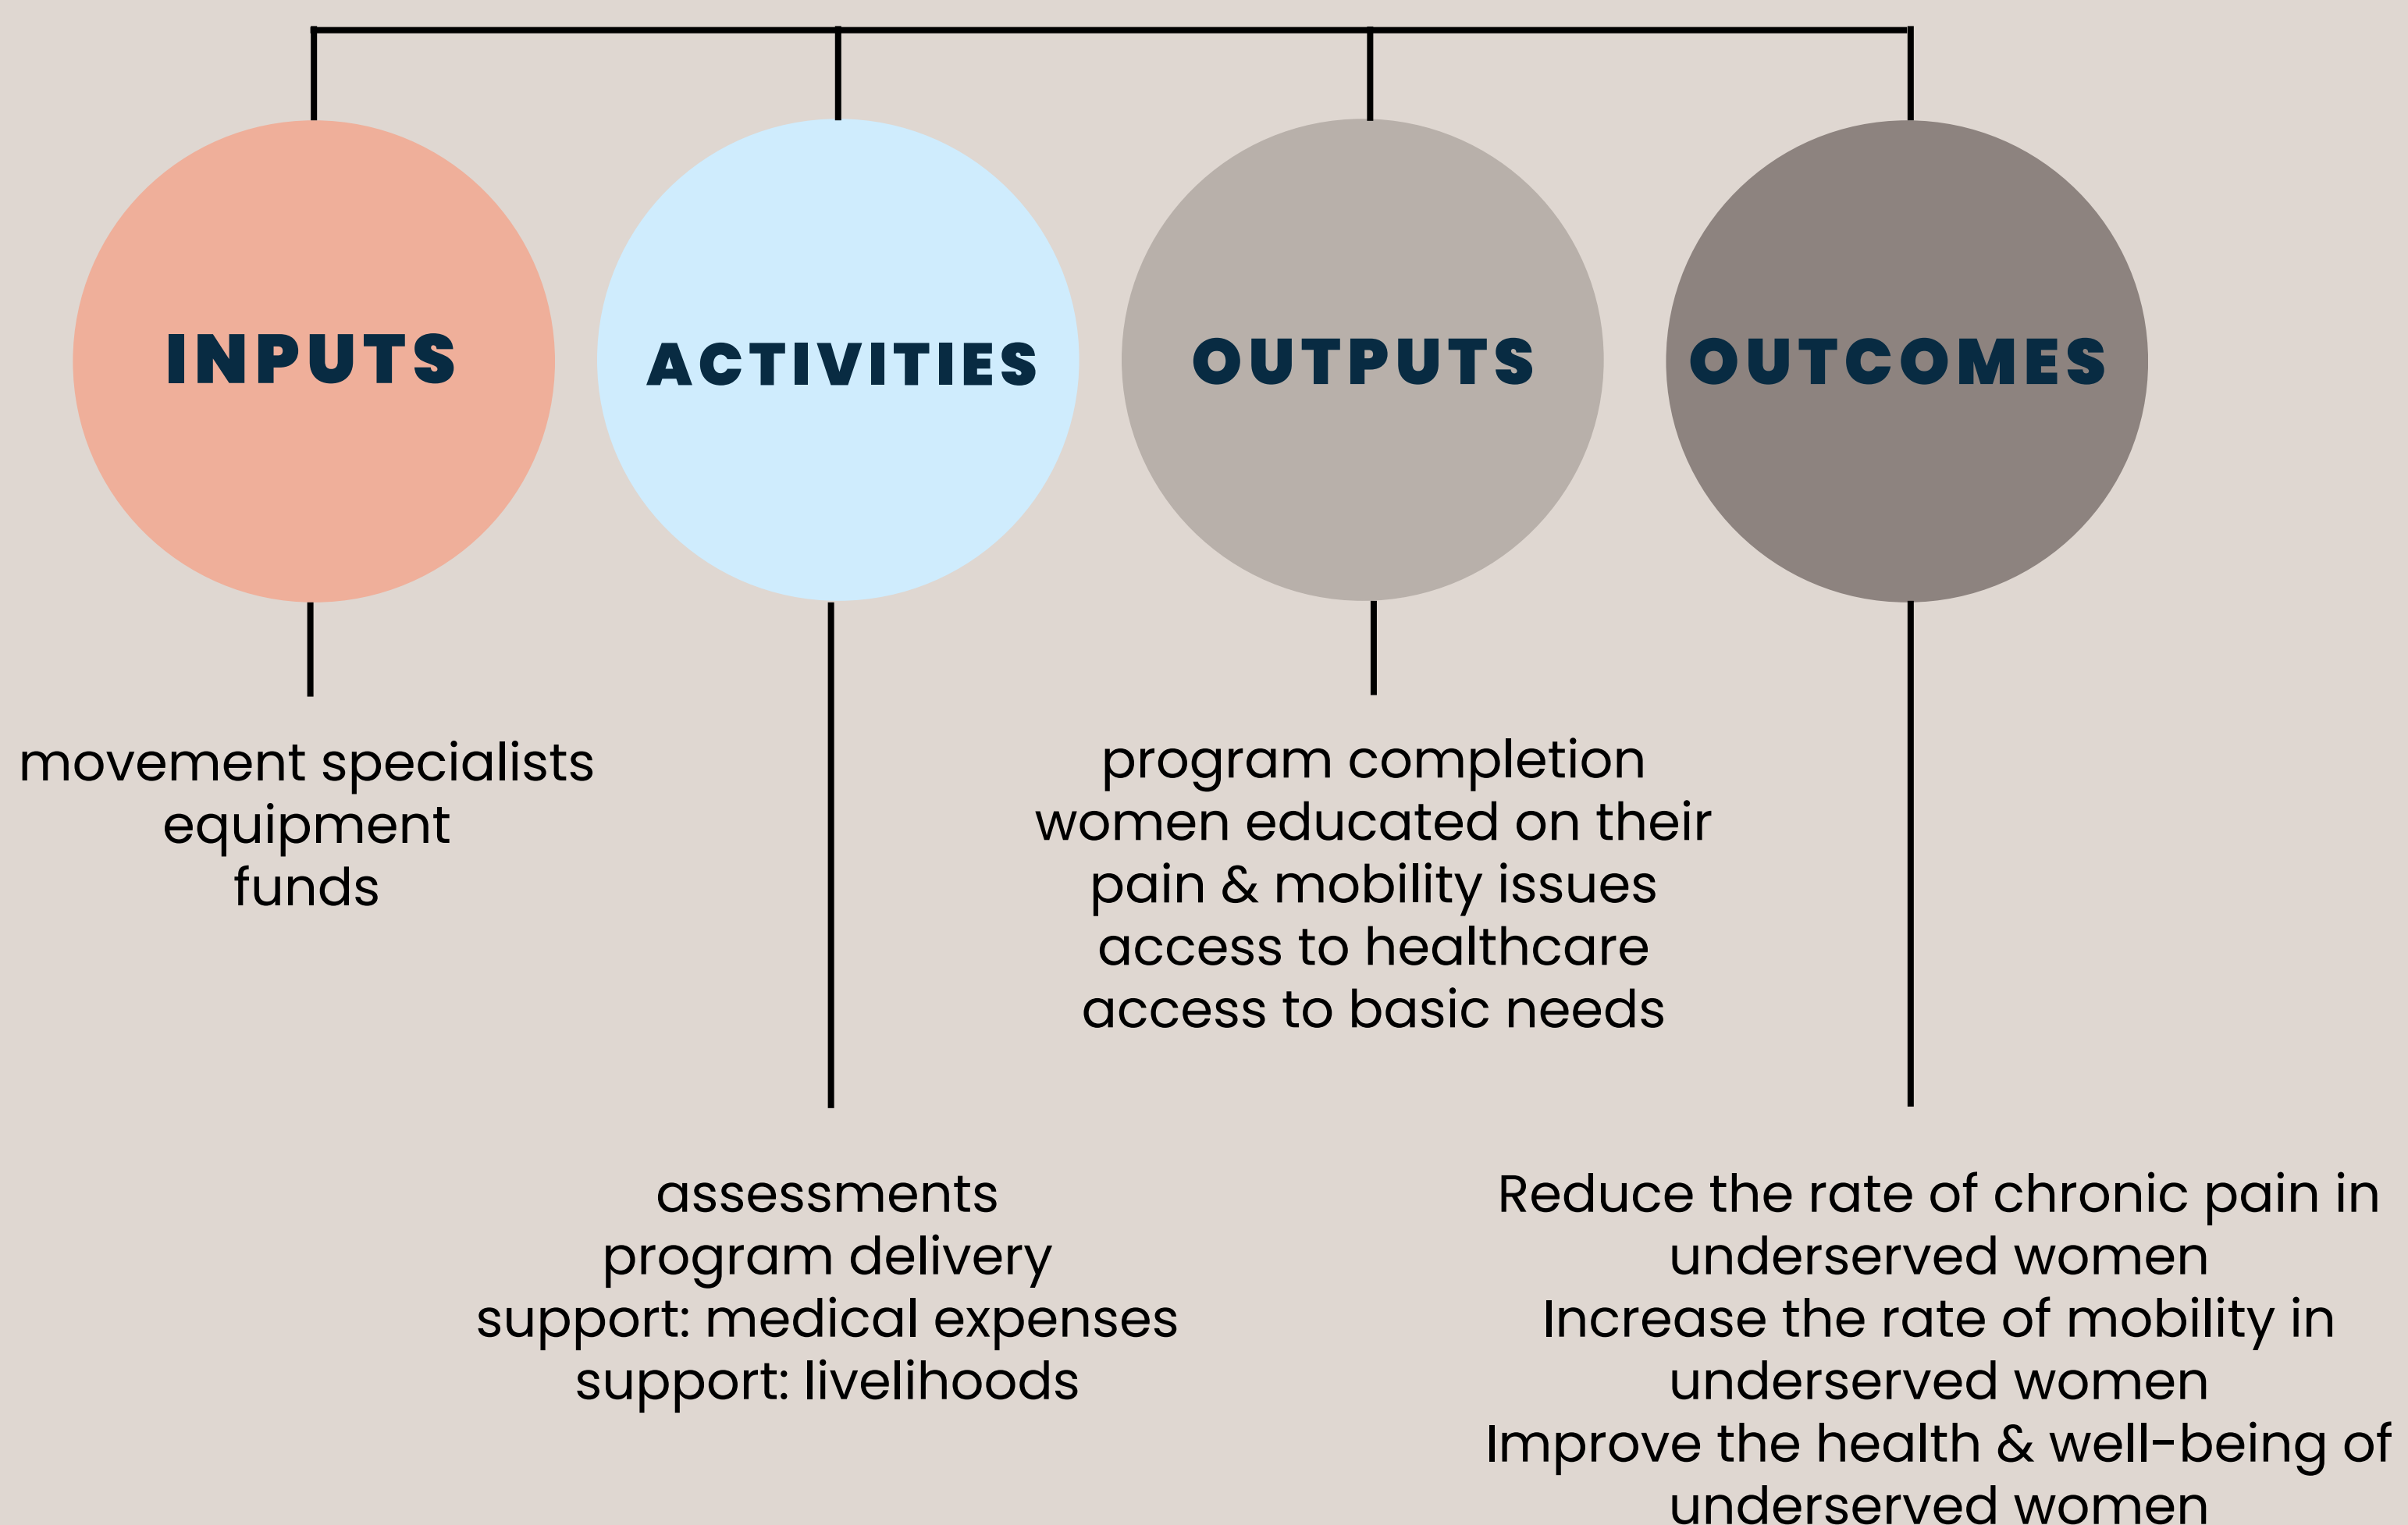 INPUTS
ACTIVITIES
OUTPUTS
OUTCOMES
movement specialists
equipment
funds
program completion
women educated on their
pain & mobility issues
access to healthcare
access to basic needs
assessments
program delivery
support: medical expenses
support: livelihoods
Reduce the rate of chronic pain in
underserved women
Increase the rate of mobility in
underserved women
Improve the health & well-being of
underserved women